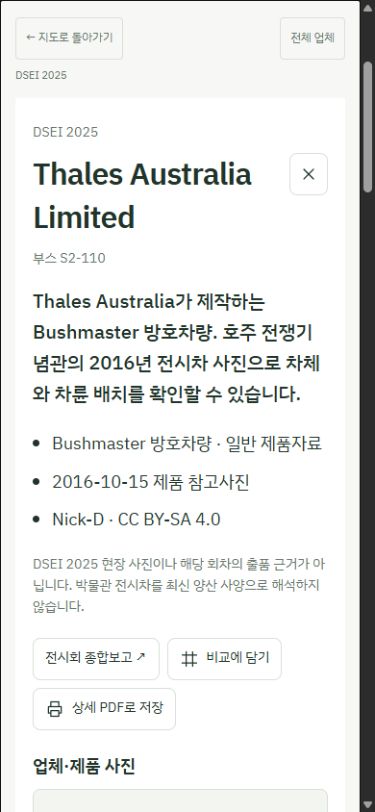 ← 지도로 돌아가기
전체 업체
DSEI 2025
DSEI 2025
Thales Australia
Limited
부스 S2-110
Thales Australia가 제작하는
Bushmaster 방호차량. 호주 전쟁기
념관의 2016년 전시차 사진으로 차체
와 차륜 배치를 확인할 수 있습니다.
Bushmaster 방호차량 · 일반 제품자료
2016-10-15 제품 참고사진
Nick-D · CC BY-SA 4.0
DSEI 2025 현장 사진이나 해당 회차의 출품 근거가 아
닙니다. 박물관 전시차를 최신 양산 사양으로 해석하지
않습니다.
전시회 종합보고 ↗
비교에 담기
상세 PDF로 저장
업체·제품 사진